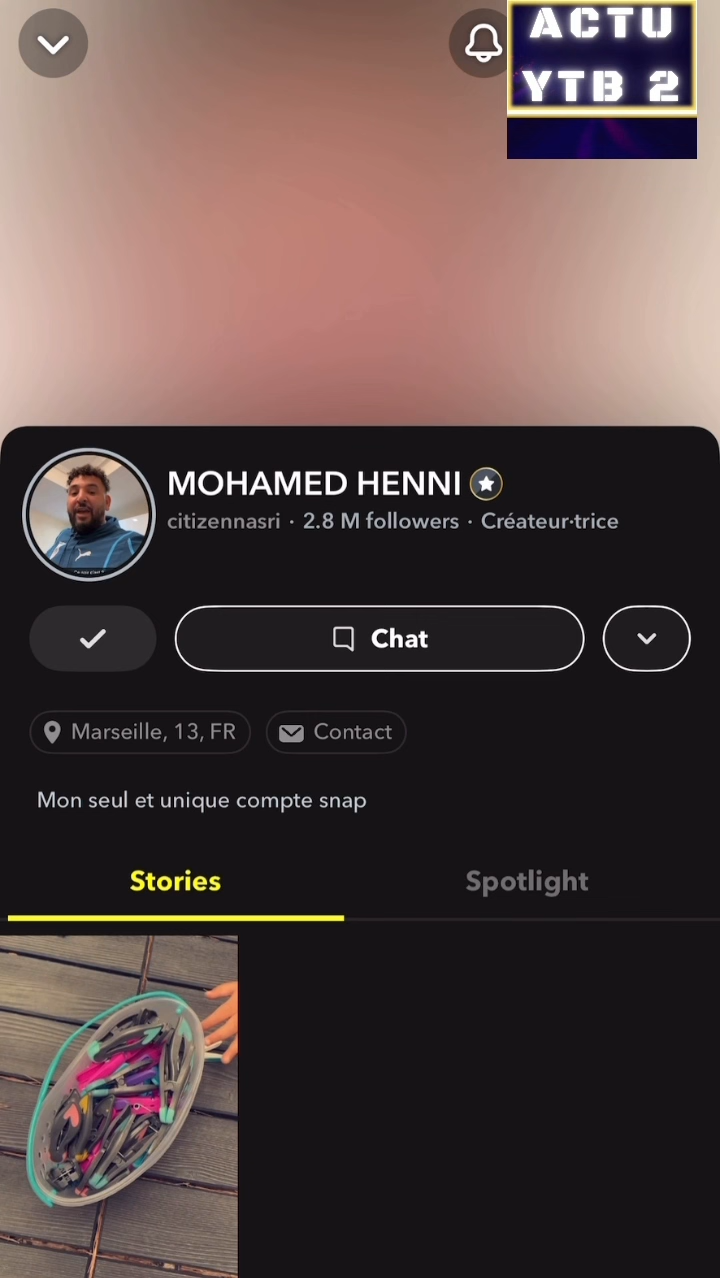 ACTU
YTB 2
MOHAMED HENNI
citizennasri · 2.8 M followers · Créateur·trice
Chat
Marseille, 13, FR
Contact
Mon seul et unique compte snap
Stories
Spotlight